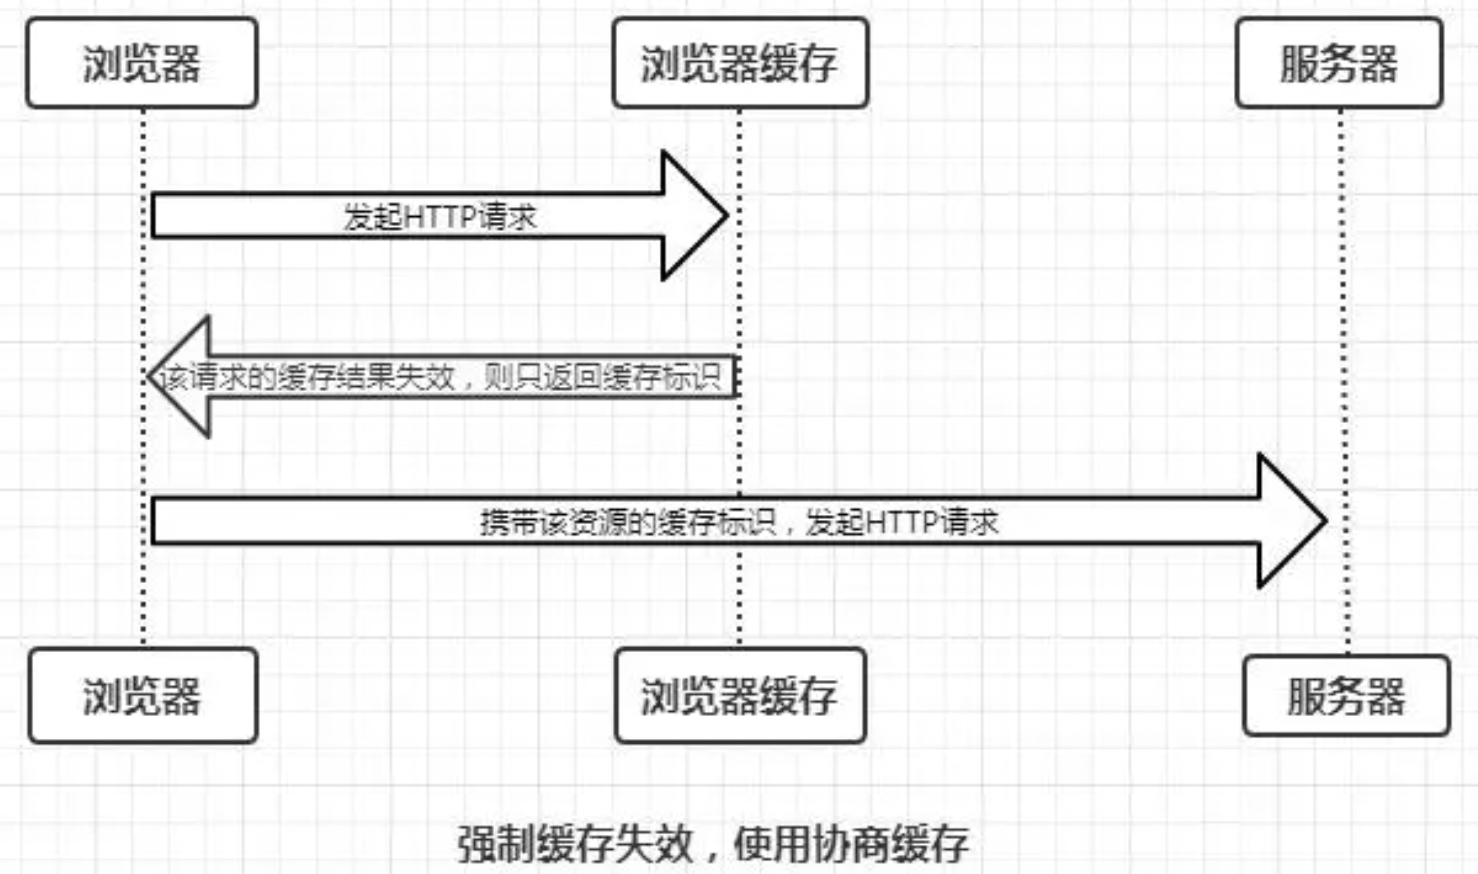 浏览器
浏览器缓存
服务器
发起HTTP请求
该请求的缓存结果失效，则只返回缓存标识
携带该资源的缓存标识，发起HTTP请求
浏览器
浏览器缓存
服务器
强制缓存失效，使用协商缓存